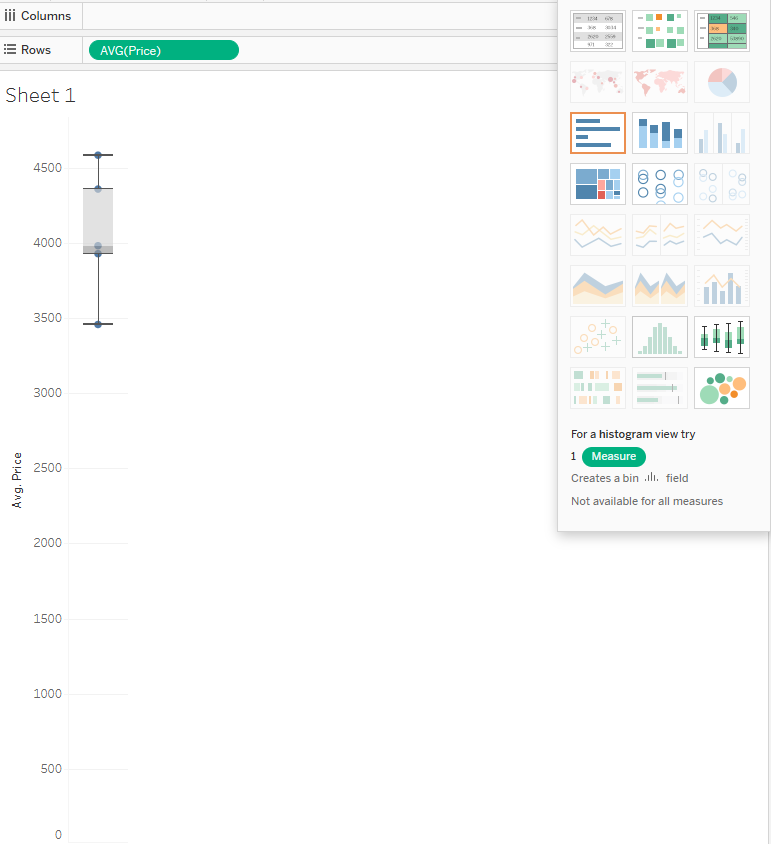 Columns
Rows
AVG(Price)
Sheet 1
4500
4000
3500
3000
2500
2000
1500
1000
500
0
Avg. Price
For a histogram view try
1 Measure
Creates a bin field
Not available for all measures